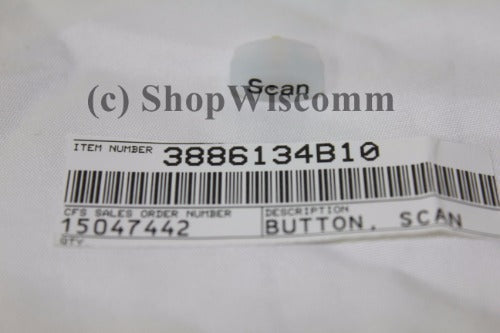 Scan
(c) ShopWiscomm
ITEM NUMBER 3886134B10
CFS SALES ORDER NUMBER
15047442
DESCRIPTION
BUTTON, SCAN
QTY